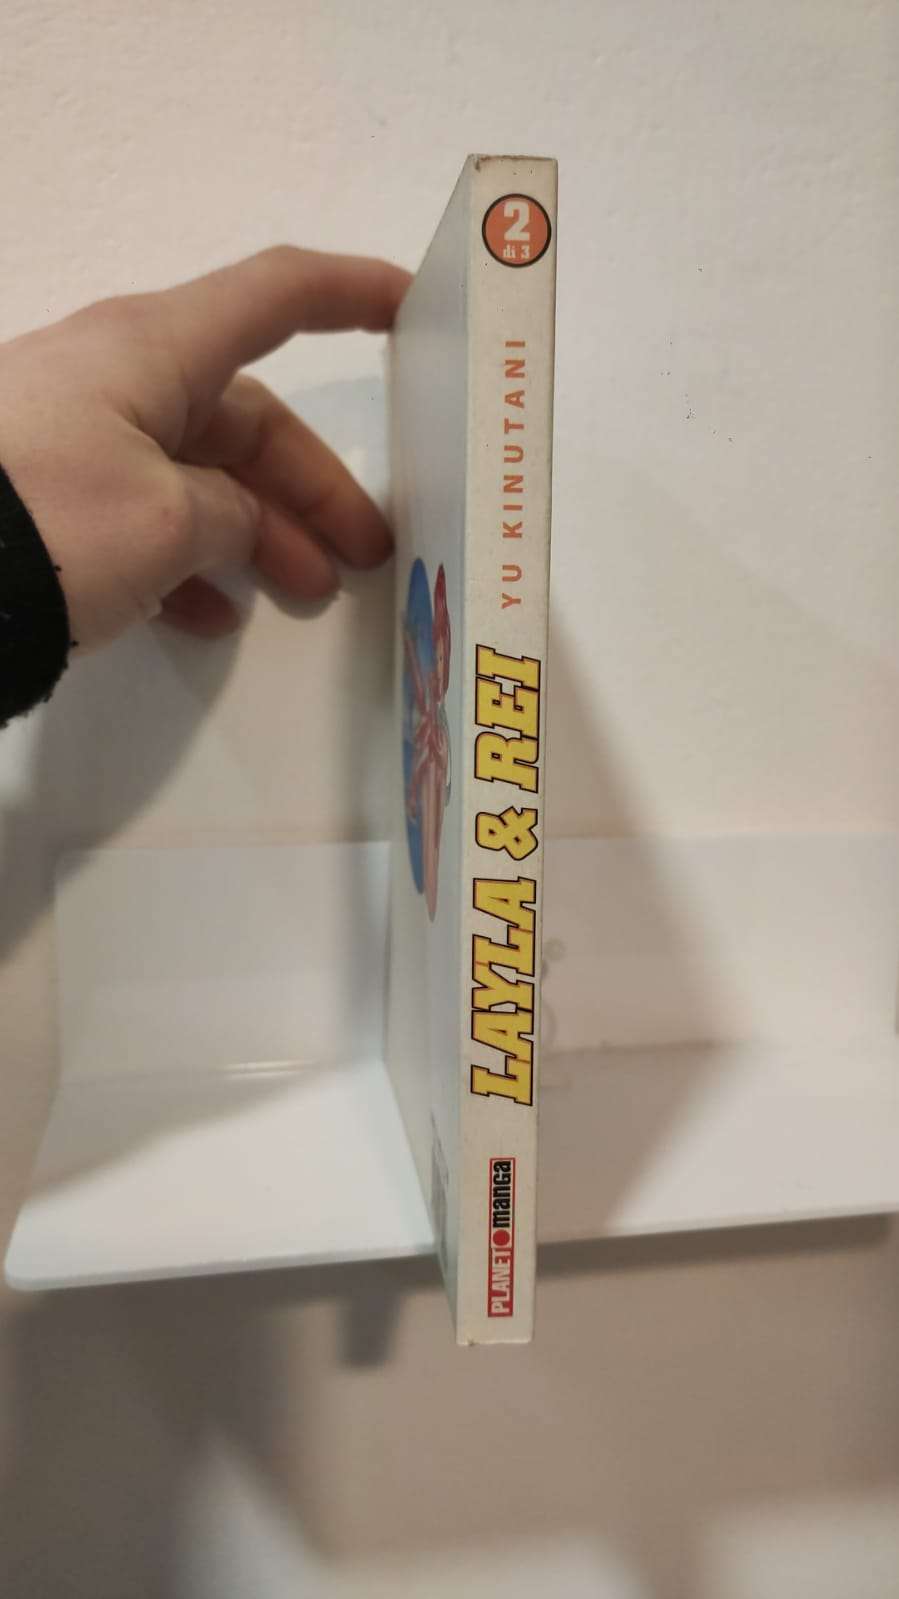 2
di 3
YU KINUTANI
LAYLA & REI
PLANET manga